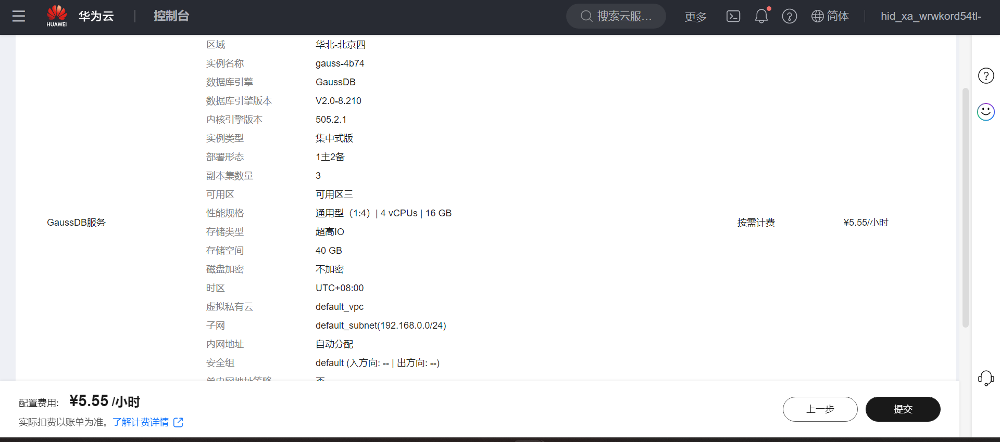 HUAWEI 华为云 控制台 搜索云服... 更多 简体 hid_xa_wrwkord54tl-
区域 华北-北京四
实例名称 gauss-4b74
数据库引擎 GaussDB
数据库引擎版本 V2.0-8.210
内核引擎版本 505.2.1
实例类型 集中式版
部署形态 1主2备
副本集数量 3
可用区 可用区三
性能规格 通用型（1:4）| 4 vCPUs | 16 GB
GaussDB服务 按需计费 ¥5.55/小时
存储类型 超高IO
存储空间 40 GB
磁盘加密 不加密
时区 UTC+08:00
虚拟私有云 default_vpc
子网 default_subnet(192.168.0.0/24)
内网地址 自动分配
安全组 default (入方向: -- | 出方向: --)
单内网地址策略 否
配置费用: ¥5.55 /小时
实际扣费以账单为准。了解计费详情
上一步 提交